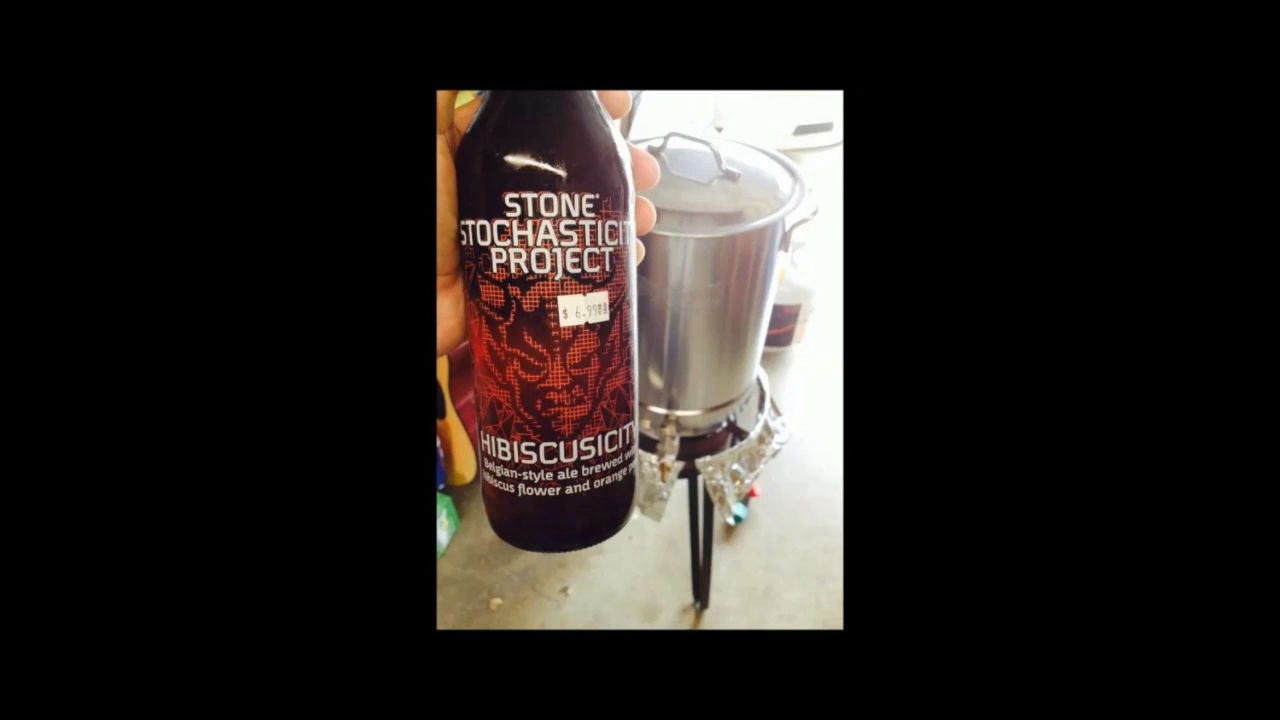 STONE®
STOCHASTICIT
PROJECT
$ 6.99
HIBISCUSICITY
Belgian-style ale brewed
hibiscus flower and orange